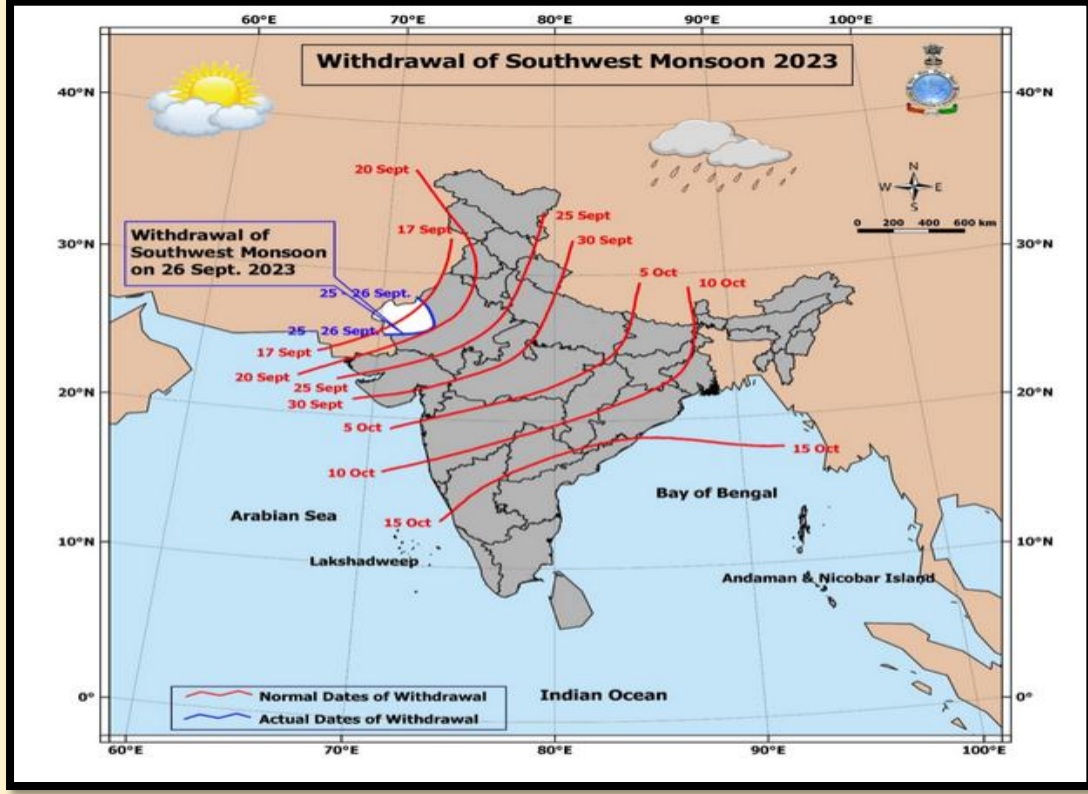 60°E 70°E 80°E 90°E 100°E
Withdrawal of Southwest Monsoon 2023
40°N 40°N
N
W E
S
0 200 400 600 km
20 Sept
17 Sept
25 Sept
30 Sept
Withdrawal of
Southwest Monsoon
on 26 Sept. 2023
30°N 30°N
5 Oct
10 Oct
25 - 26 Sept.
25 - 26 Sept.
17 Sept
20 Sept
25 Sept
30 Sept
20°N 20°N
5 Oct
10 Oct
15 Oct
15 Oct
Bay of Bengal
Arabian Sea
10°N 10°N
Lakshadweep
Andaman & Nicobar Island
0° 0°
Normal Dates of Withdrawal
Actual Dates of Withdrawal
Indian Ocean
60°E 70°E 80°E 90°E 100°E